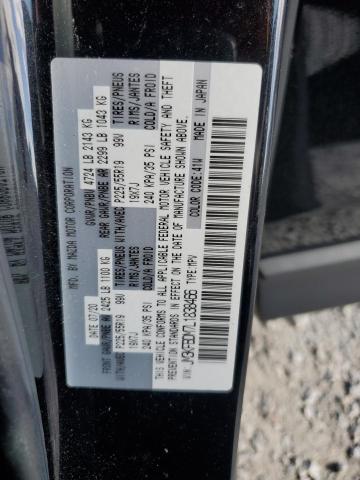 MFD BY MAZDA MOTOR CORPORATION
DATE: 07/20 GWVR/PNBV 4724 LB 2143 KG
FRONT GAWR/PNBE AV 2425 LB 1100 KG REAR GAWR/PNBE AR 2299 LB 1043 KG
WITH/AVEC P225/55R19 99V TIRES/PNEUS WITH/AVEC P225/55R19 99V TIRES/PNEUS
19X7J RIMS/JANTES 19X7J RIMS/JANTES
240 KPA/35 PSI COLD/A FROID 240 KPA/35 PSI COLD/A FROID
THIS VEHICLE CONFORMS TO ALL APPLICABLE FEDERAL MOTOR VEHICLE SAFETY AND THEFT
PREVENTION STANDARDS IN EFFECT ON THE DATE OF MANUFACTURE SHOWN ABOVE.
TYPE: MPV COLOR CODE: 41W MADE IN JAPAN